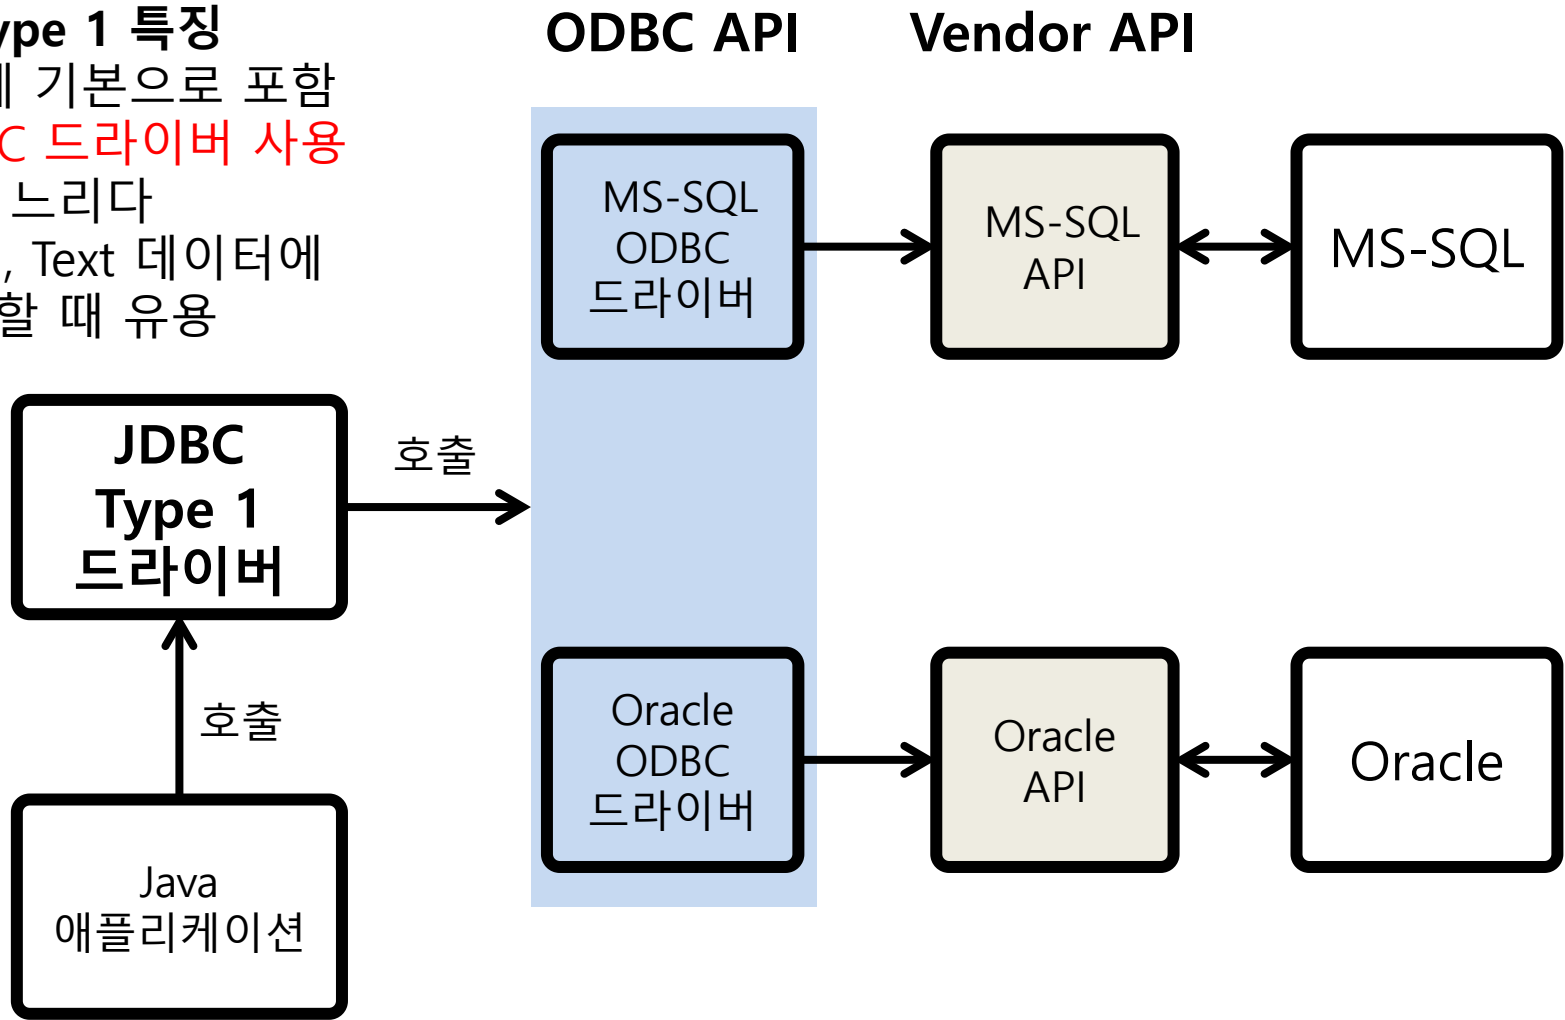 ype 1 특징
기본으로 포함
C 드라이버 사용
느리다
, Text 데이터에
할 때 유용
ODBC API
Vendor API
MS-SQL
ODBC
드라이버
MS-SQL
API
MS-SQL
JDBC
Type 1
드라이버
호출
호출
Oracle
ODBC
드라이버
Oracle
API
Oracle
Java
애플리케이션